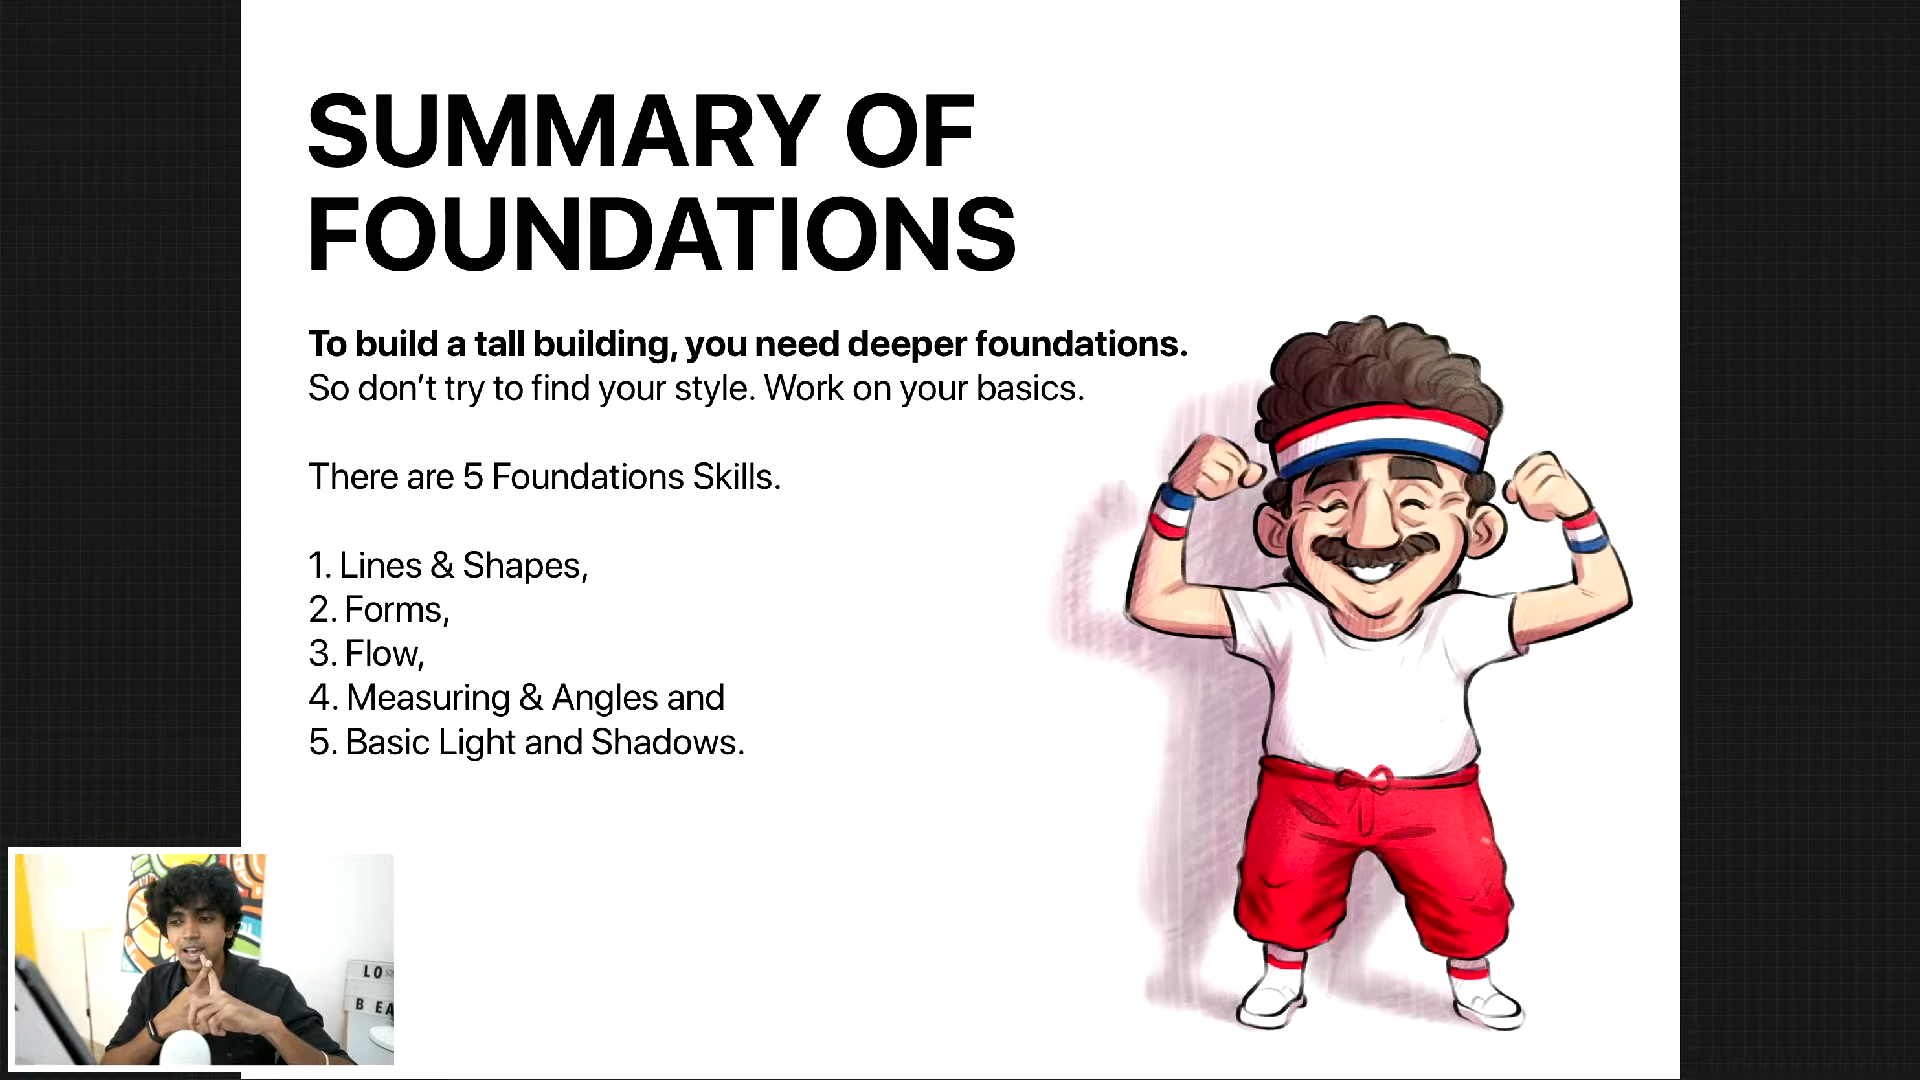 SUMMARY OF
FOUNDATIONS
To build a tall building, you need deeper foundations.
So don’t try to find your style. Work on your basics.
There are 5 Foundations Skills.
1. Lines & Shapes,
2. Forms,
3. Flow,
4. Measuring & Angles and
5. Basic Light and Shadows.
LO
B EA